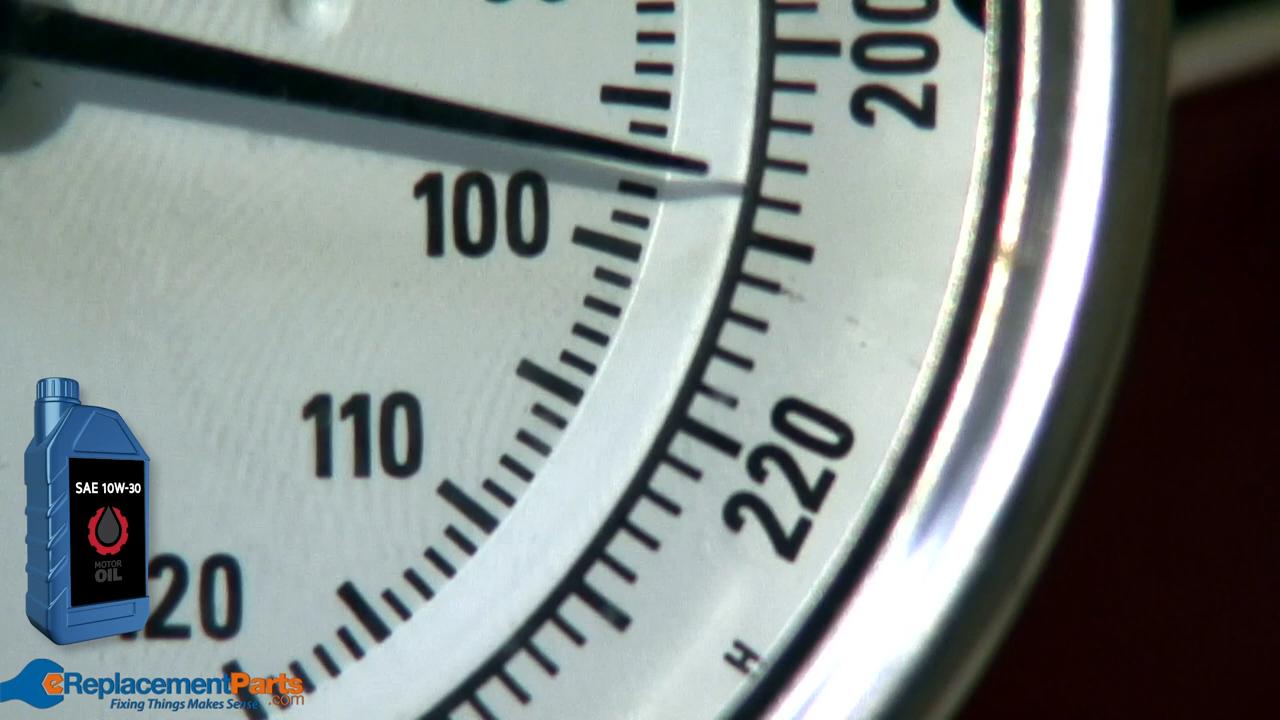 200
100
110
220
SAE 10W-30
MOTOR
OIL
20
H
eReplacementParts
.com
Fixing Things Makes Sense